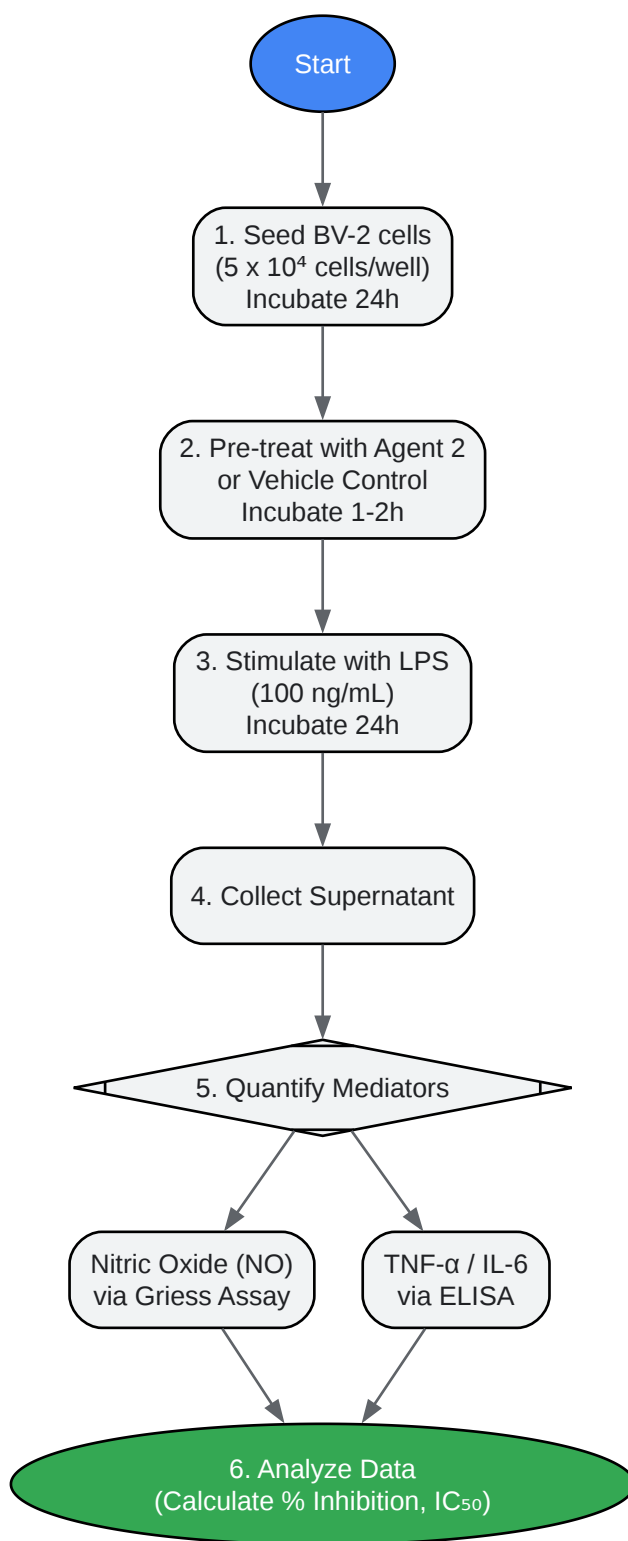 Start
1. Seed BV-2 cells
(5 x 10⁴ cells/well)
Incubate 24h
2. Pre-treat with Agent 2
or Vehicle Control
Incubate 1-2h
3. Stimulate with LPS
(100 ng/mL)
Incubate 24h
4. Collect Supernatant
5. Quantify Mediators
Nitric Oxide (NO)
via Griess Assay
TNF-α / IL-6
via ELISA
6. Analyze Data
(Calculate % Inhibition, IC₅₀)